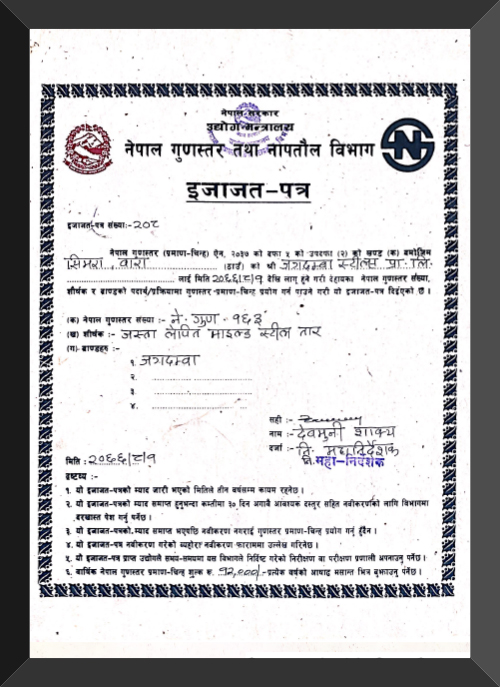 नेपाल सरकार
उद्योग मन्त्रालय
नेपाल गुणस्तर तथा नापतौल विभाग
इजाजत-पत्र
इजाजत-पत्र संख्याः-२०८
नेपाल गुणस्तर (प्रमाण-चिन्ह) ऐन, २०३७ को दफा ५ को उपदफा (२) को खण्ड (क) बमोजिम
सिमरा, बारा (ठाउँ) को श्री जगदम्बा स्टील्स प्रा. लि.
लाई मिति २०६६/८/१ देखि लागू हुने गरी देहायका नेपाल गुणस्तर संख्या,
शीर्षक र ब्राण्डको पदार्थ/प्रक्रियामा गुणस्तर-प्रमाण-चिन्ह प्रयोग गर्न पाउने गरी यो इजाजत-पत्र दिईएको छ ।
(क) नेपाल गुणस्तर संख्या :- ने. गुण - १६३
(ख) शीर्षक :- जस्ता लेपित माइल्ड स्टील तार
(ग) ब्राण्डहरु :-
१. जगदम्बा
२.
३.
४.
सही :-
नाम :- देवमुनी शाक्य
दर्जा :- नि. महानिर्देशक
नि.महा-निर्देशक
मिति : २०६६/८/१
द्रष्टव्य :-
१. यो इजाजत-पत्रको म्याद जारी भएको मितिले तीन वर्षसम्म कायम रहनेछ ।
२. यो इजाजत-पत्रको म्याद समाप्त हुनुभन्दा कम्तीमा ३० दिन अगावै आवश्यक दस्तुर सहित नवीकरणको लागि विभागमा
दरखास्त पेश गर्नु पर्नेछ ।
३. यो इजाजत-पत्रको म्याद समाप्त भएपछि नवीकरण नगराई गुणस्तर प्रमाण-चिन्ह प्रयोग गर्नु हुँदैन ।
४. यो इजाजत-पत्र नवीकरण गरेको ब्यहोरा नवीकरण फाराममा उल्लेख गरिनेछ ।
५. यो इजाजत-पत्र प्राप्त उद्योगले समय-समयमा यस विभागले निर्दिष्ट गरेको निरीक्षण वा परीक्षण प्रणाली अपनाउनु पर्नेछ ।
६. वार्षिक नेपाल गुणस्तर प्रमाण-चिन्ह शुल्क रु. १२,०००/- प्रत्येक वर्षको आषाढ मसान्त भित्र बुझाउनु पर्नेछ ।